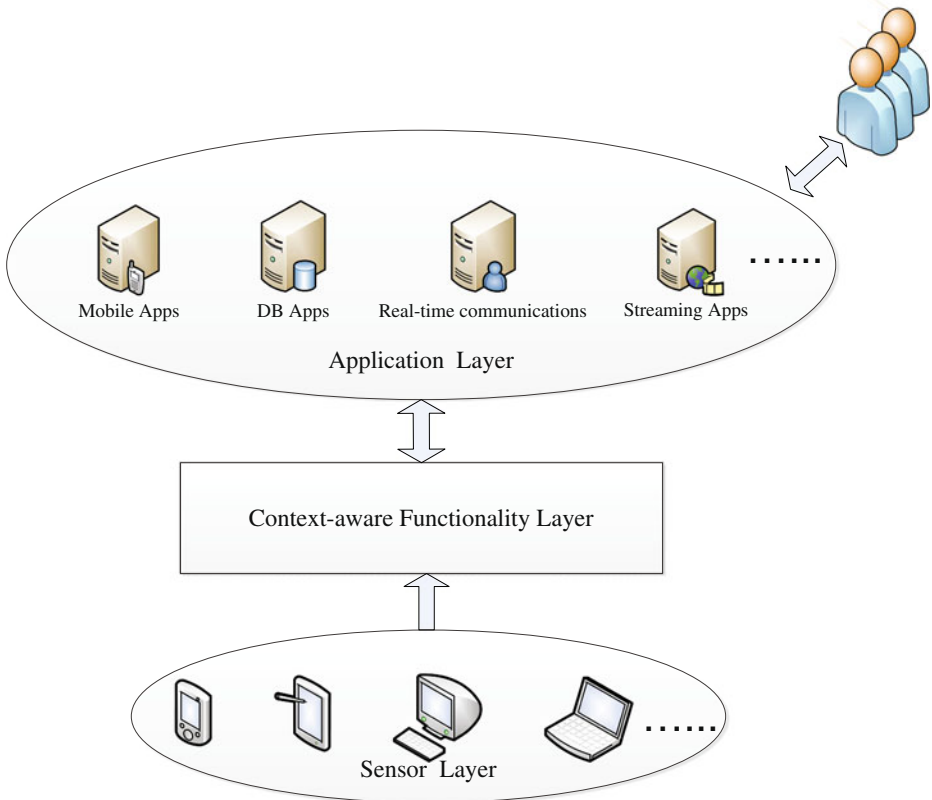 ......
Mobile Apps
DB Apps
Real-time communications
Streaming Apps
Application Layer
Context-aware Functionality Layer
......
Sensor Layer